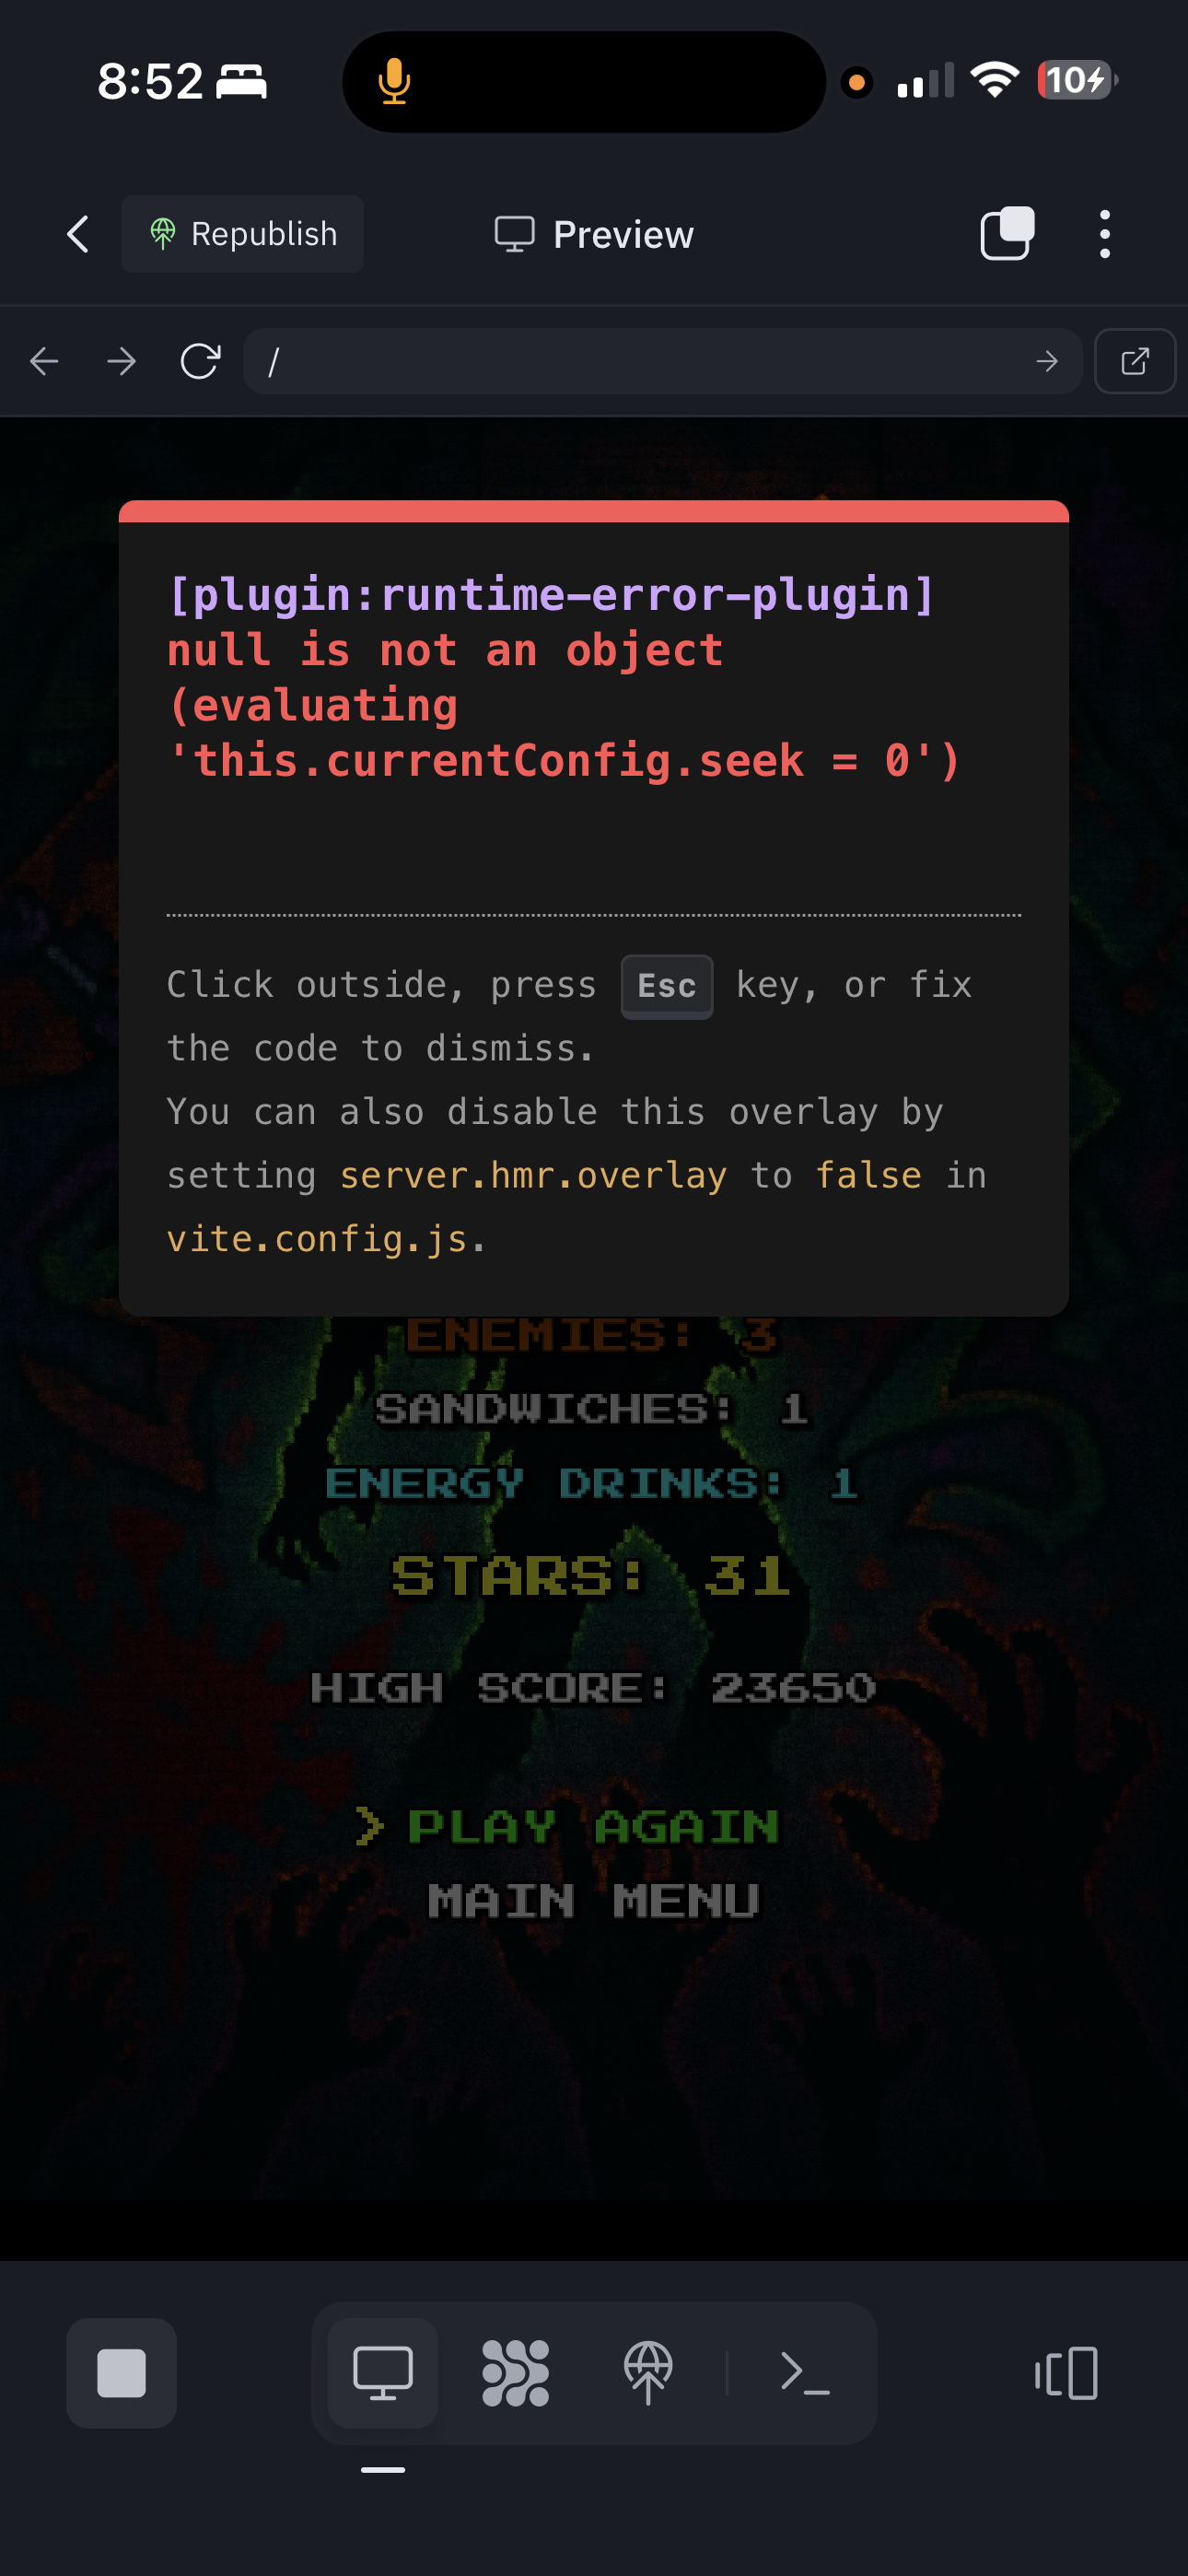 8:52
10
Republish
Preview
/
[plugin:runtime-error-plugin]
null is not an object
(evaluating
'this.currentConfig.seek = 0')
Click outside, press Esc key, or fix
the code to dismiss.
You can also disable this overlay by
setting server.hmr.overlay to false in
vite.config.js.
ENEMIES: 3
SANDWICHES: 1
ENERGY DRINKS: 1
STARS: 31
HIGH SCORE: 23650
> PLAY AGAIN
MAIN MENU